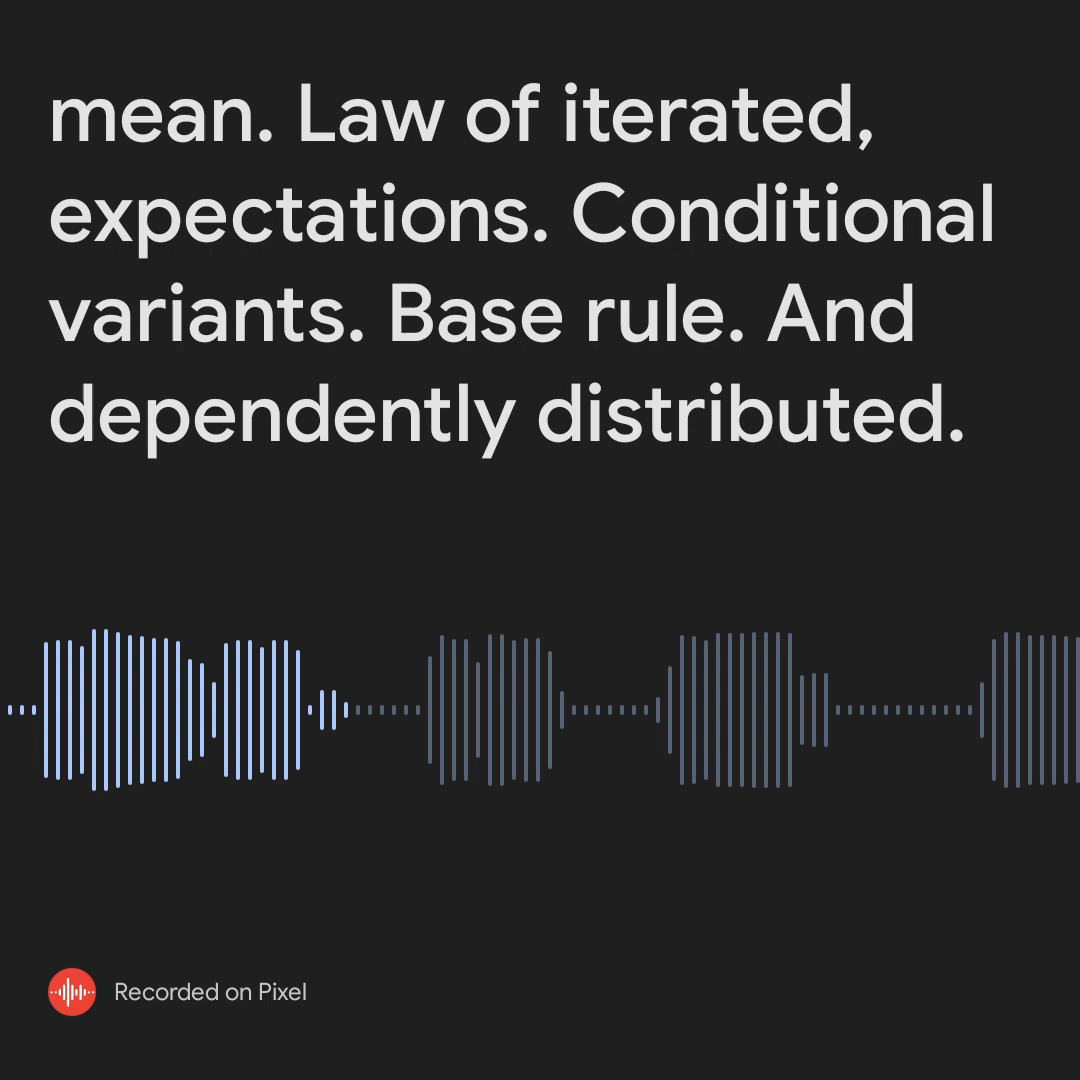 mean. Law of iterated,
expectations. Conditional
variants. Base rule. And
dependently distributed.
Recorded on Pixel